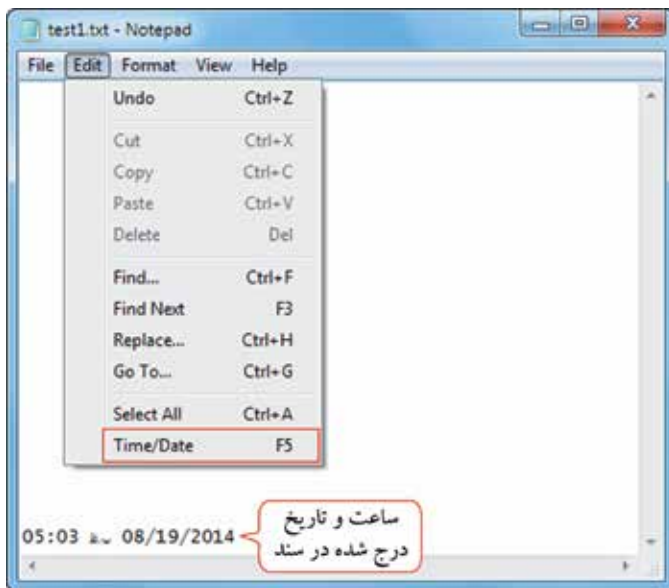 test1.txt - Notepad
File Edit Format View Help
Undo Ctrl+Z
Cut Ctrl+X
Copy Ctrl+C
Paste Ctrl+V
Delete Del
Find... Ctrl+F
Find Next F3
Replace... Ctrl+H
Go To... Ctrl+G
Select All Ctrl+A
Time/Date F5
05:03 08/19/2014
ساعت و تاریخ
درج شده در سند